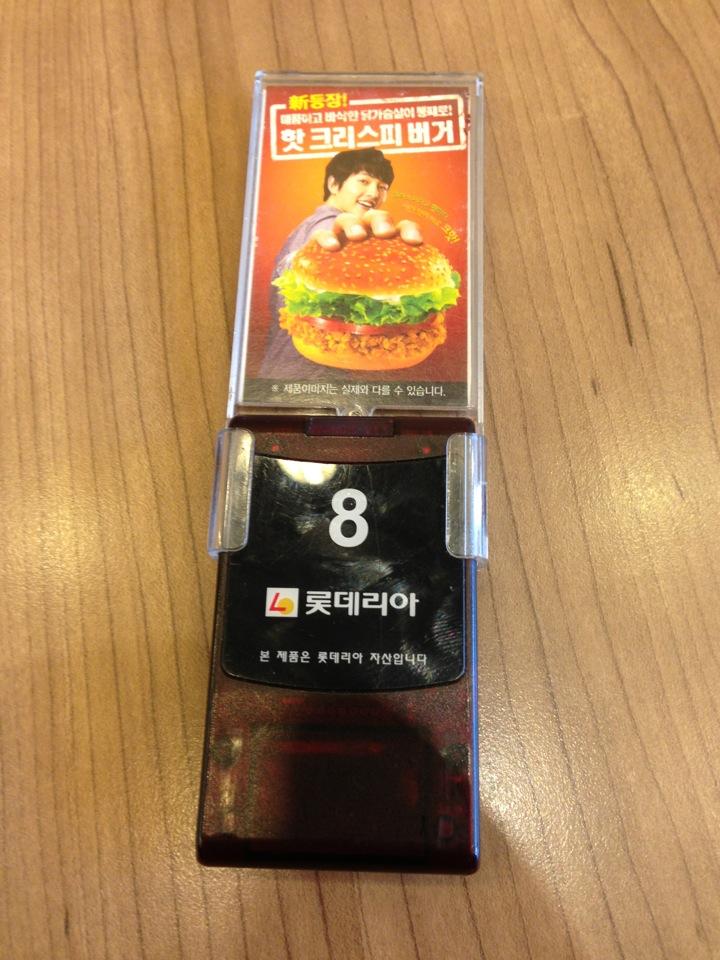 新등장!
매콤하고 바삭한 닭가슴살이 통째로!
핫 크리스피 버거
※ 제품이미지는 실제와 다를 수 있습니다.
8
롯데리아
본 제품은 롯데리아 자산입니다